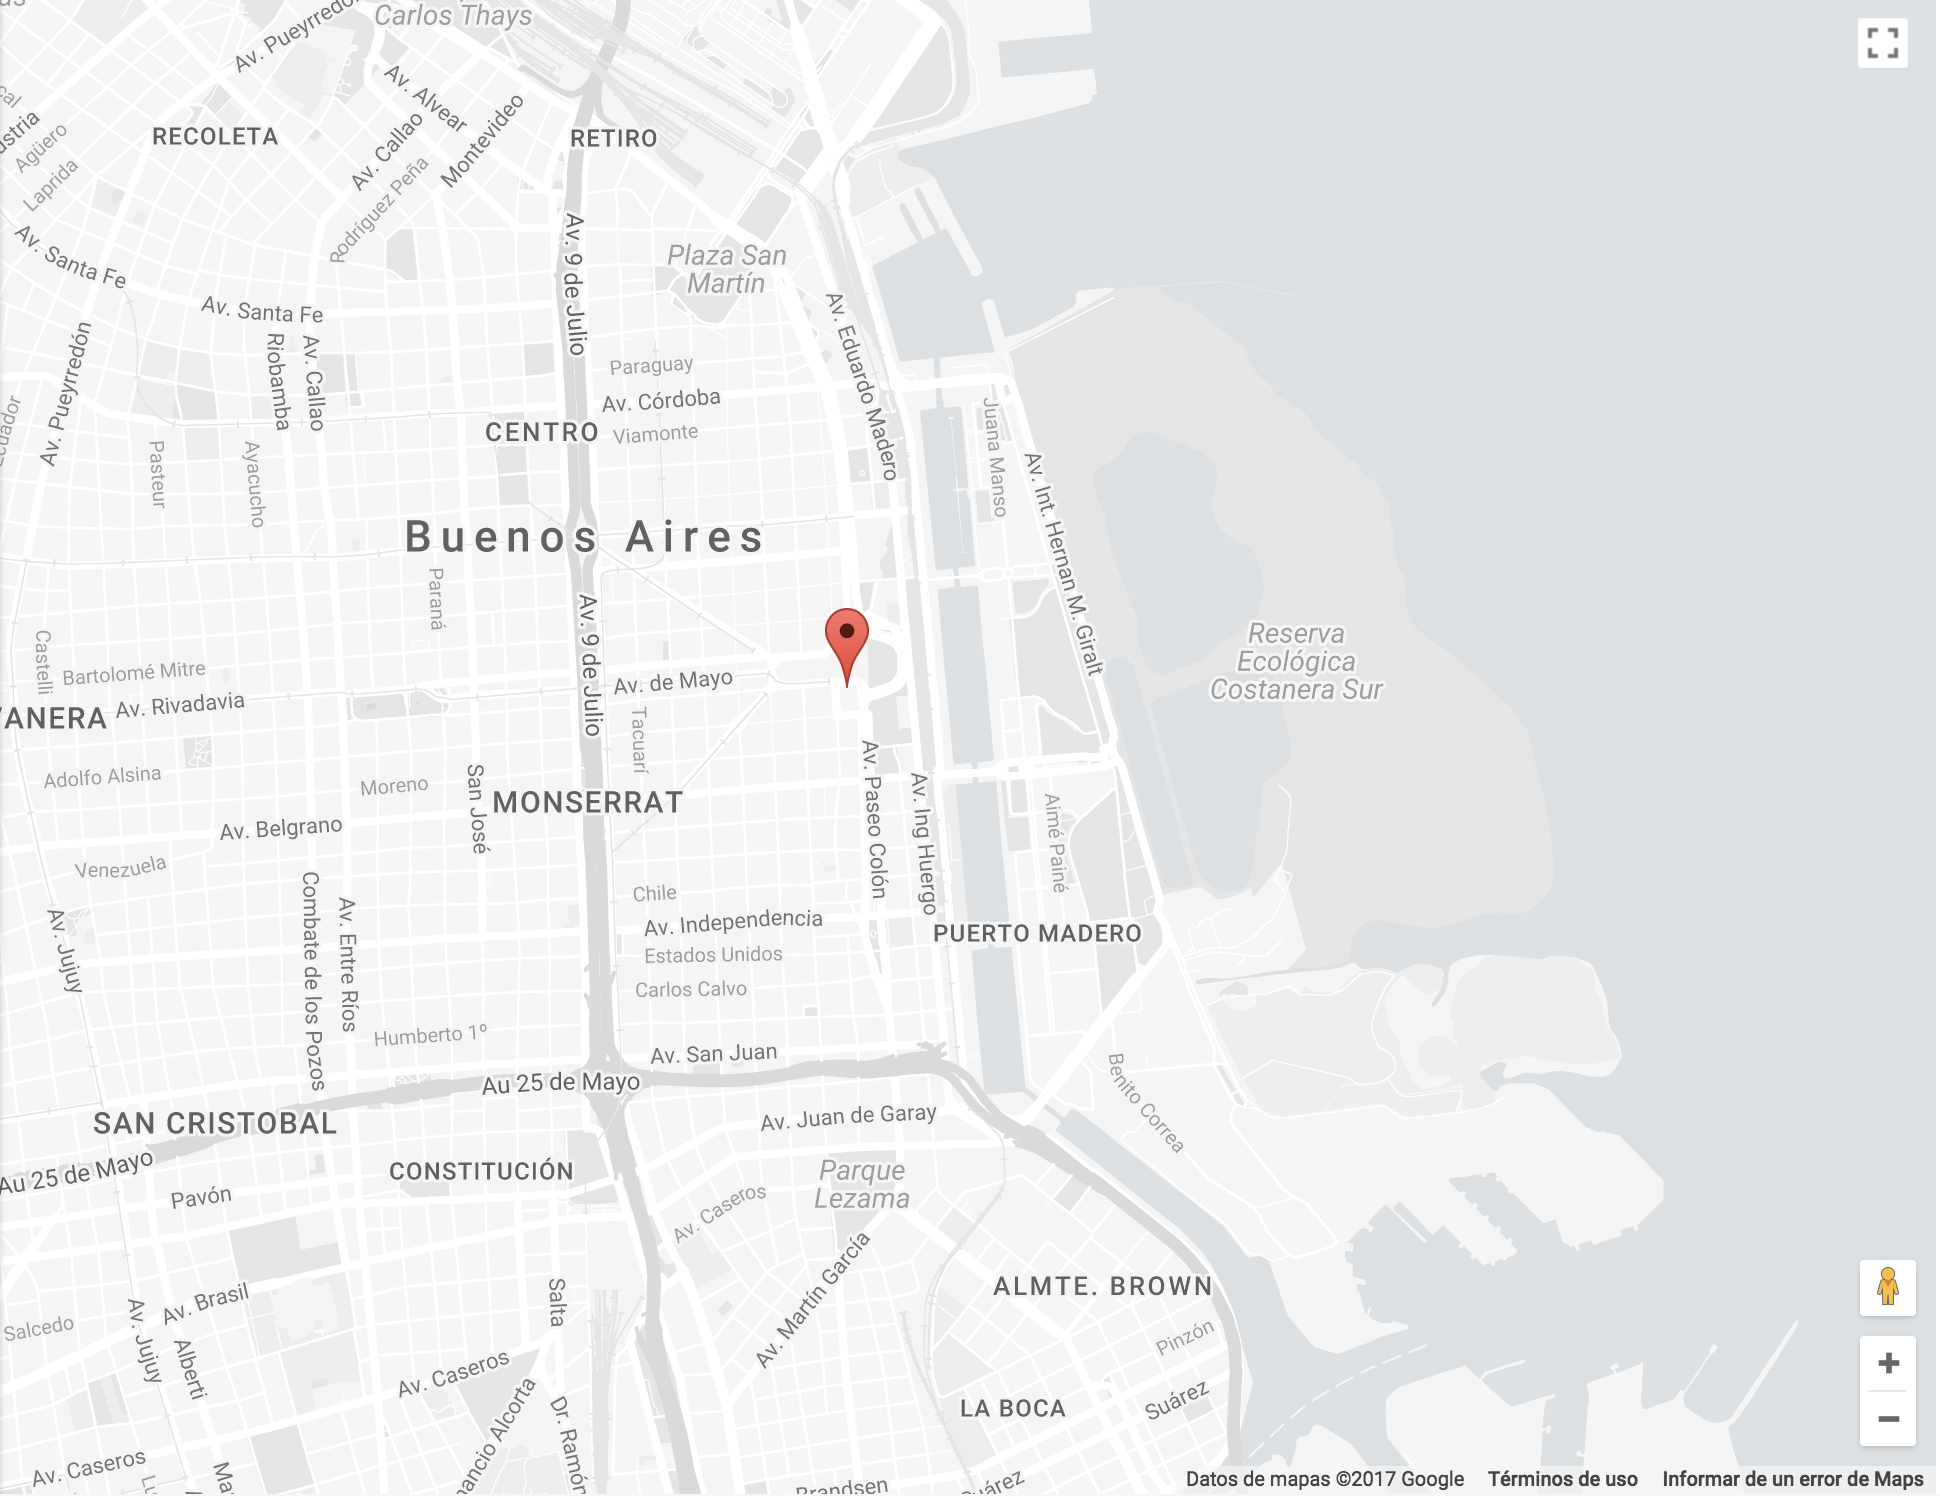 Carlos Thays
Av. Pueyrredón
Av. Alvear
Montevideo
Av. Callao
Rodríguez Peña
RECOLETA
RETIRO
Agüero
Laprida
Av. Santa Fe
Av. Santa Fe
Av. 9 de Julio
Plaza San
Martín
Av. Eduardo Madero
Av. Pueyrredón
Riobamba
Av. Callao
Paraguay
Av. Córdoba
Viamonte
CENTRO
Juana Manso
Pasteur
Ayacucho
Av. Int. Hernan M. Giralt
Buenos Aires
Paraná
Av. 9 de Julio
Castelli
Bartolomé Mitre
Av. Rivadavia
Av. de Mayo
Reserva
Ecológica
Costanera Sur
Tacuarí
Adolfo Alsina
Moreno
San José
MONSERRAT
Av. Paseo Colón
Av. Ing Huergo
Aimé Painé
Av. Belgrano
Venezuela
Chile
Av. Independencia
Estados Unidos
Carlos Calvo
PUERTO MADERO
Av. Jujuy
Combate de los Pozos
Av. Entre Ríos
Humberto 1º
Av. San Juan
Au 25 de Mayo
Benito Correa
SAN CRISTOBAL
Av. Juan de Garay
Au 25 de Mayo
CONSTITUCIÓN
Parque
Lezama
Pavón
Av. Caseros
Av. Martín García
ALMTE. BROWN
Av. Brasil
Salta
Salcedo
Av. Jujuy
Alberti
Pinzón
Av. Caseros
Suárez
LA BOCA
Dr. Ramón
Av. Caseros
Brandsen
Datos de mapas ©2017 Google Términos de uso Informar de un error de Maps